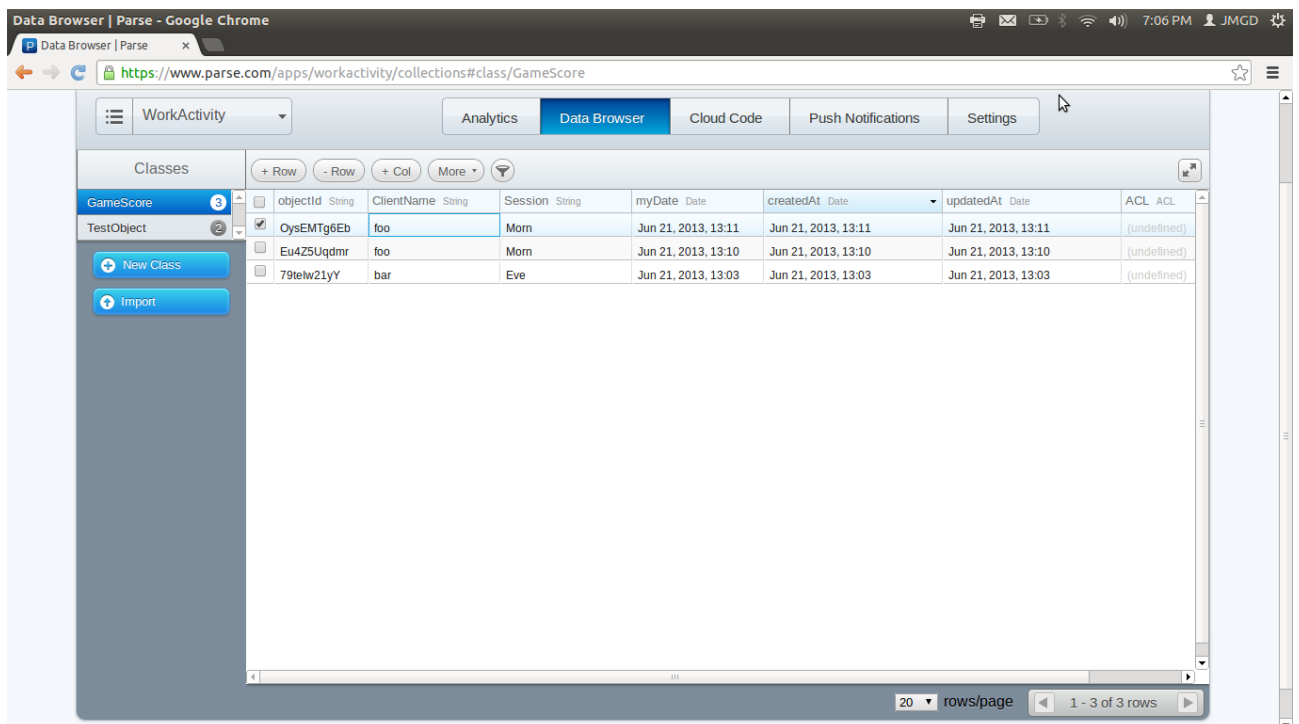 Data Browser | Parse - Google Chrome 7:06 PM JMGD
Data Browser | Parse ×
https://www.parse.com/apps/workactivity/collections#class/GameScore
WorkActivity Analytics Data Browser Cloud Code Push Notifications Settings
Classes + Row - Row + Col More
GameScore 3 objectId String ClientName String Session String myDate Date createdAt Date updatedAt Date ACL ACL
TestObject 2 OysEMTg6Eb foo Morn Jun 21, 2013, 13:11 Jun 21, 2013, 13:11 Jun 21, 2013, 13:11 (undefined)
Eu4Z5Uqdmr foo Morn Jun 21, 2013, 13:10 Jun 21, 2013, 13:10 Jun 21, 2013, 13:10 (undefined)
New Class 79telw21yY bar Eve Jun 21, 2013, 13:03 Jun 21, 2013, 13:03 Jun 21, 2013, 13:03 (undefined)
Import
20 rows/page 1 - 3 of 3 rows